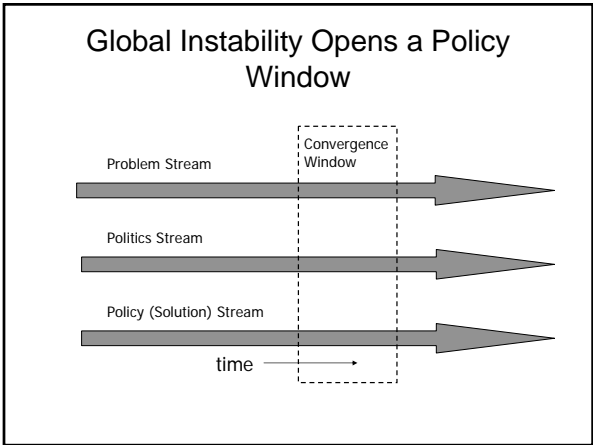 Global Instability Opens a Policy
Window
Convergence
Window
Problem Stream
Politics Stream
Policy (Solution) Stream
time